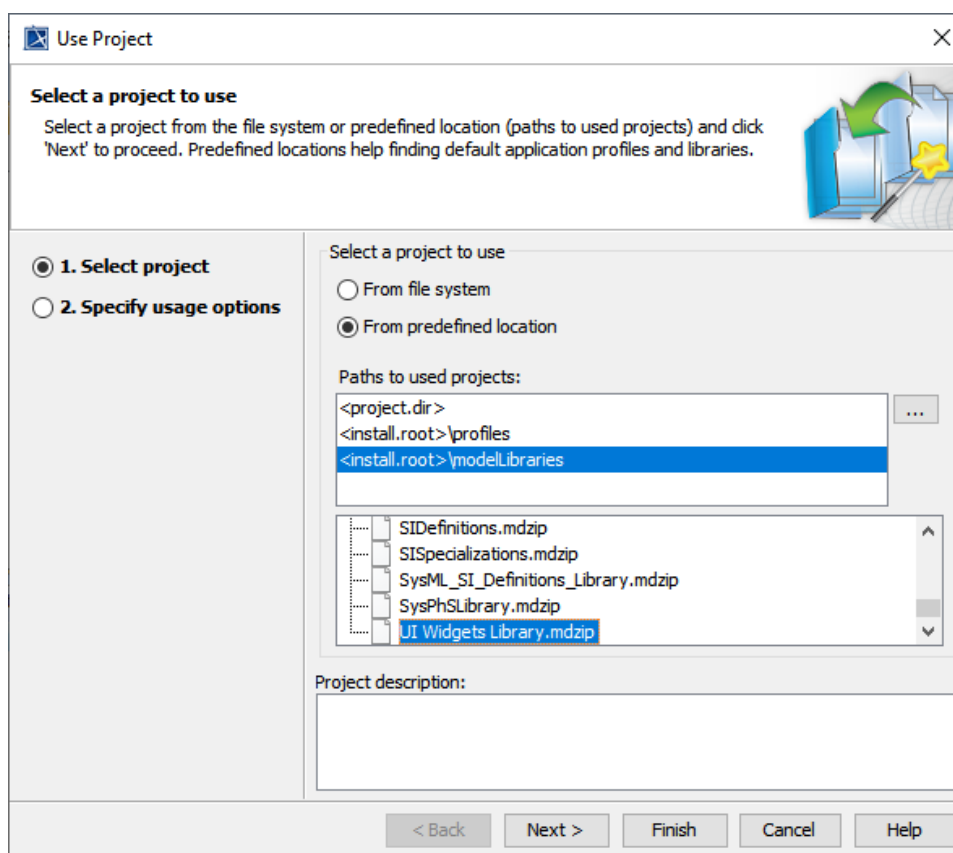 Use Project
Select a project to use
Select a project from the file system or predefined location (paths to used projects) and click
'Next' to proceed. Predefined locations help finding default application profiles and libraries.
1. Select project
2. Specify usage options
Select a project to use
From file system
From predefined location
Paths to used projects:
<project.dir>
...
<install.root>\profiles
<install.root>\modelLibraries
SIDefinitions.mdzip
SISpecializations.mdzip
SysML_SI_Definitions_Library.mdzip
SysPhSLibrary.mdzip
UI Widgets Library.mdzip
Project description:
< Back
Next >
Finish
Cancel
Help